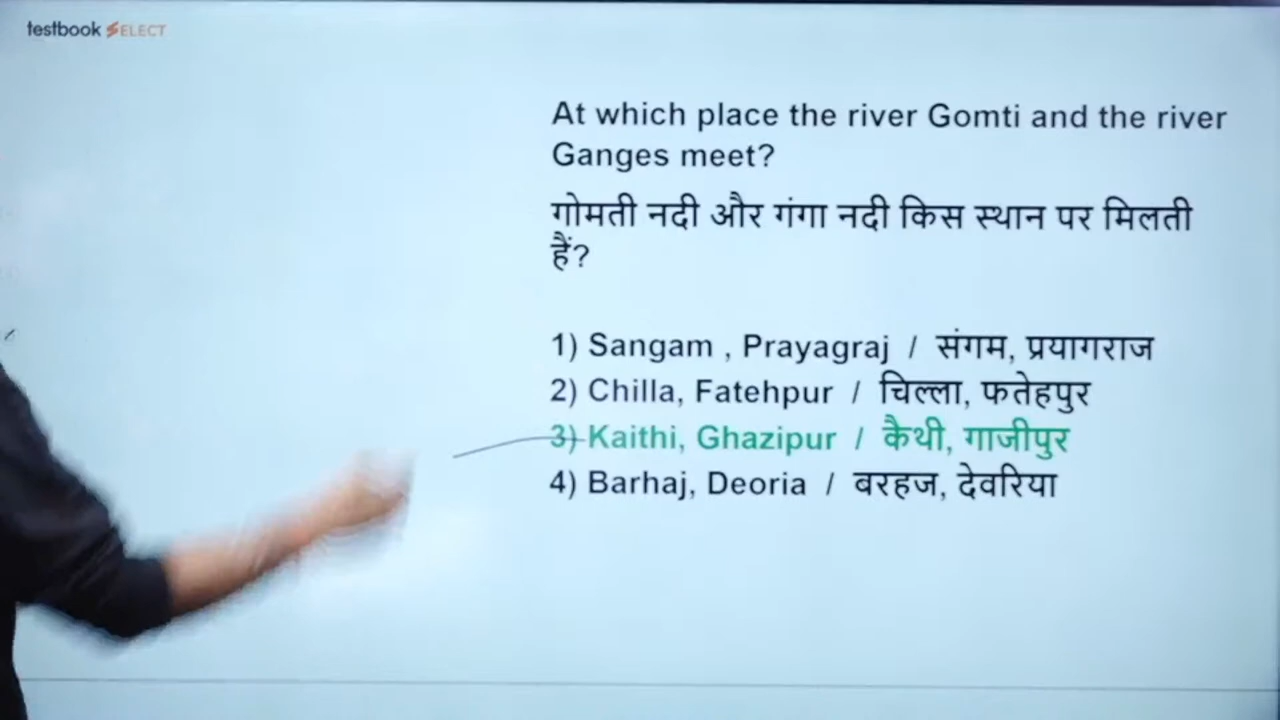 testbook SELECT
At which place the river Gomti and the river
Ganges meet?
गोमती नदी और गंगा नदी किस स्थान पर मिलती
हैं?
1) Sangam , Prayagraj / संगम, प्रयागराज
2) Chilla, Fatehpur / चिल्ला, फतेहपुर
3) Kaithi, Ghazipur / कैथी, गाजीपुर
4) Barhaj, Deoria / बरहज, देवरिया